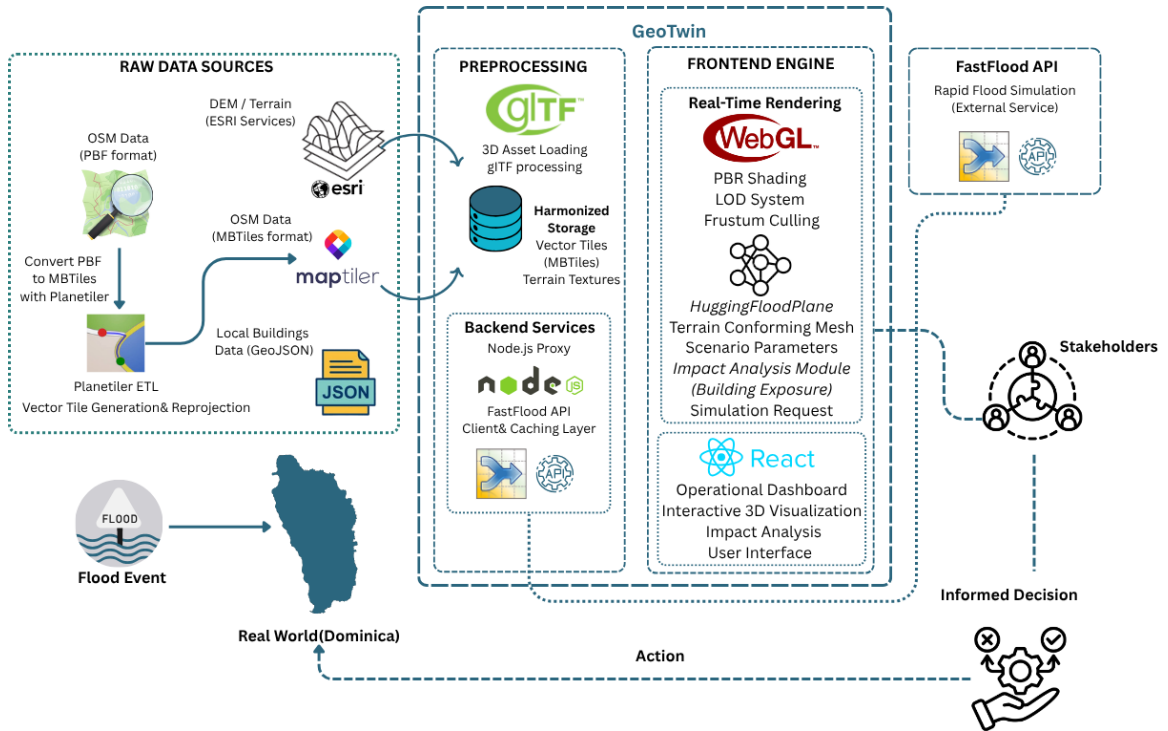 GeoTwin
RAW DATA SOURCES
DEM / Terrain
(ESRI Services)
OSM Data
(PBF format)
esri
OSM Data
(MBTiles format)
Convert PBF
to MBTiles
with Planetiler
maptiler
Local Buildings
Data (GeoJSON)
JSON
Planetiler ETL
Vector Tile Generation& Reprojection
PREPROCESSING
glTF™
3D Asset Loading
glTF processing
Harmonized
Storage
Vector Tiles
(MBTiles)
Terrain Textures
Backend Services
Node.js Proxy
node
JS
FastFlood API
Client& Caching Layer
API
FRONTEND ENGINE
Real-Time Rendering
WebGL™
PBR Shading
LOD System
Frustum Culling
HuggingFloodPlane
Terrain Conforming Mesh
Scenario Parameters
Impact Analysis Module
(Building Exposure)
Simulation Request
React
Operational Dashboard
Interactive 3D Visualization
Impact Analysis
User Interface
FastFlood API
Rapid Flood Simulation
(External Service)
API
Stakeholders
FLOOD
Flood Event
Real World(Dominica)
Informed Decision
Action